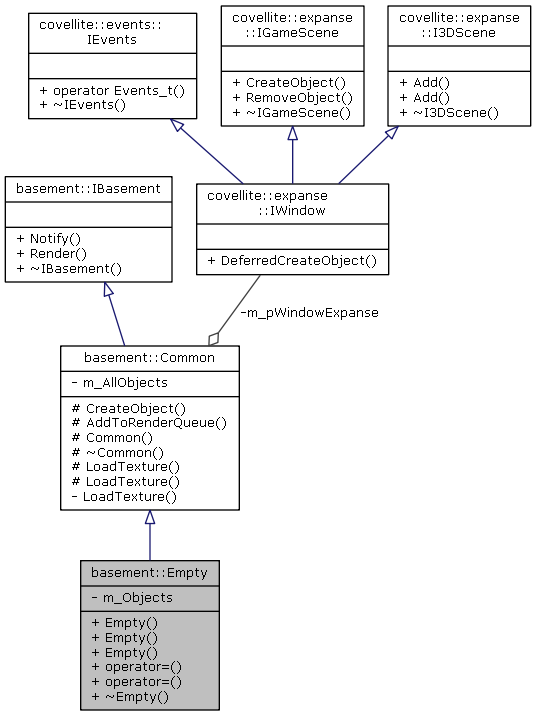 covellite::events::
IEvents
+ operator Events_t()
+ ~IEvents()
covellite::expanse
::IGameScene
+ CreateObject()
+ RemoveObject()
+ ~IGameScene()
covellite::expanse
::I3DScene
+ Add()
+ Add()
+ ~I3DScene()
basement::IBasement
+ Notify()
+ Render()
+ ~IBasement()
covellite::expanse
::IWindow
+ DeferredCreateObject()
-m_pWindowExpanse
basement::Common
- m_AllObjects
# CreateObject()
# AddToRenderQueue()
# Common()
# ~Common()
# LoadTexture()
# LoadTexture()
- LoadTexture()
basement::Empty
- m_Objects
+ Empty()
+ Empty()
+ Empty()
+ operator=()
+ operator=()
+ ~Empty()